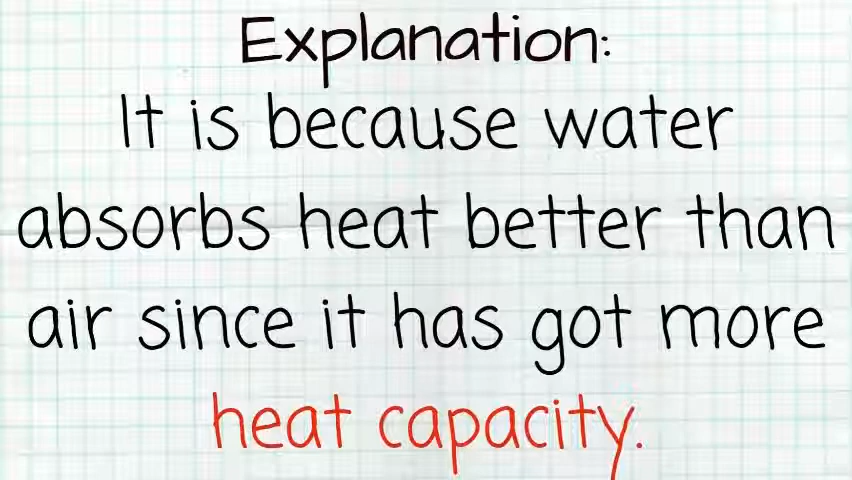 Explanation:
It is because water
absorbs heat better than
air since it has got more
heat capacity.